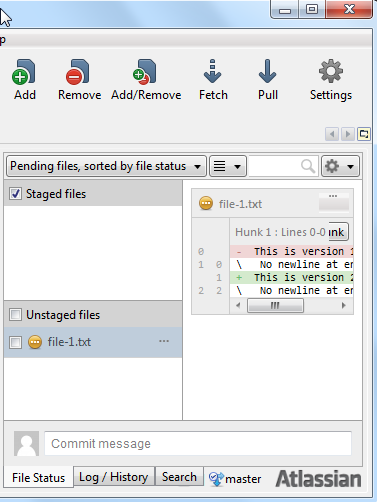 p
Add Remove Add/Remove Fetch Pull Settings
Pending files, sorted by file status
Staged files
file-1.txt
Hunk 1 : Lines 0-0 unk
0 - This is version 1
1 0 \ No newline at en
1 + This is version 2
2 2 \ No newline at en
Unstaged files
file-1.txt
Commit message
File Status Log / History Search master Atlassian